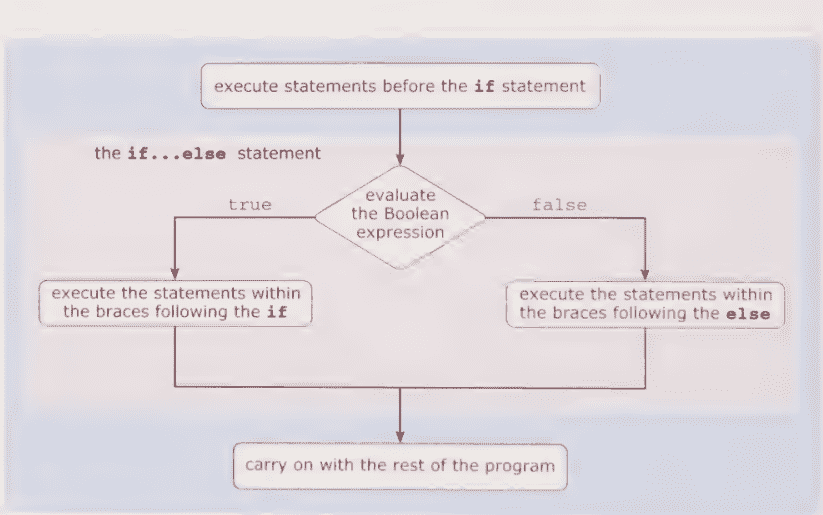 execute statements before the if statement
the if...else statement
evaluate
the Boolean
expression
true
false
execute the statements within
the braces following the if
execute the statements within
the braces following the else
carry on with the rest of the program